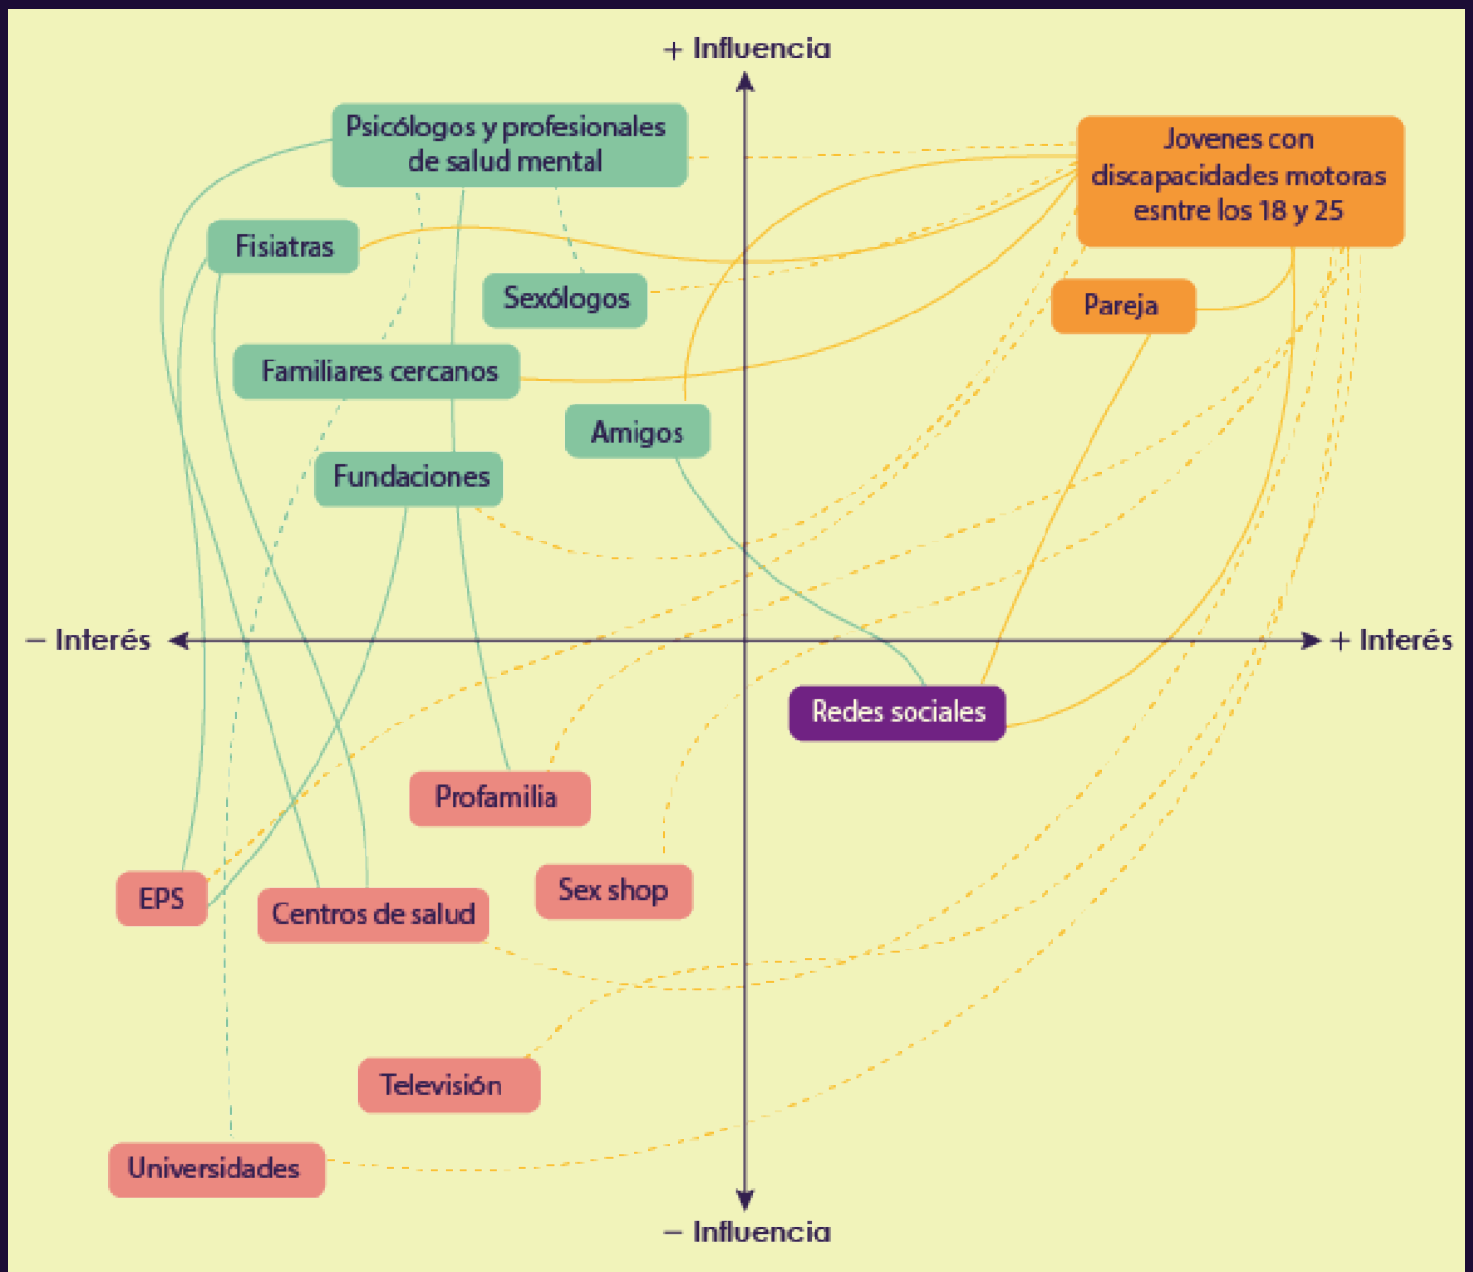 + Influencia
Psicólogos y profesionales
de salud mental
Jovenes con
discapacidades motoras
esntre los 18 y 25
Fisiatras
Sexólogos
Pareja
Familiares cercanos
Amigos
Fundaciones
− Interés
+ Interés
Redes sociales
Profamilia
EPS
Centros de salud
Sex shop
Televisión
Universidades
− Influencia